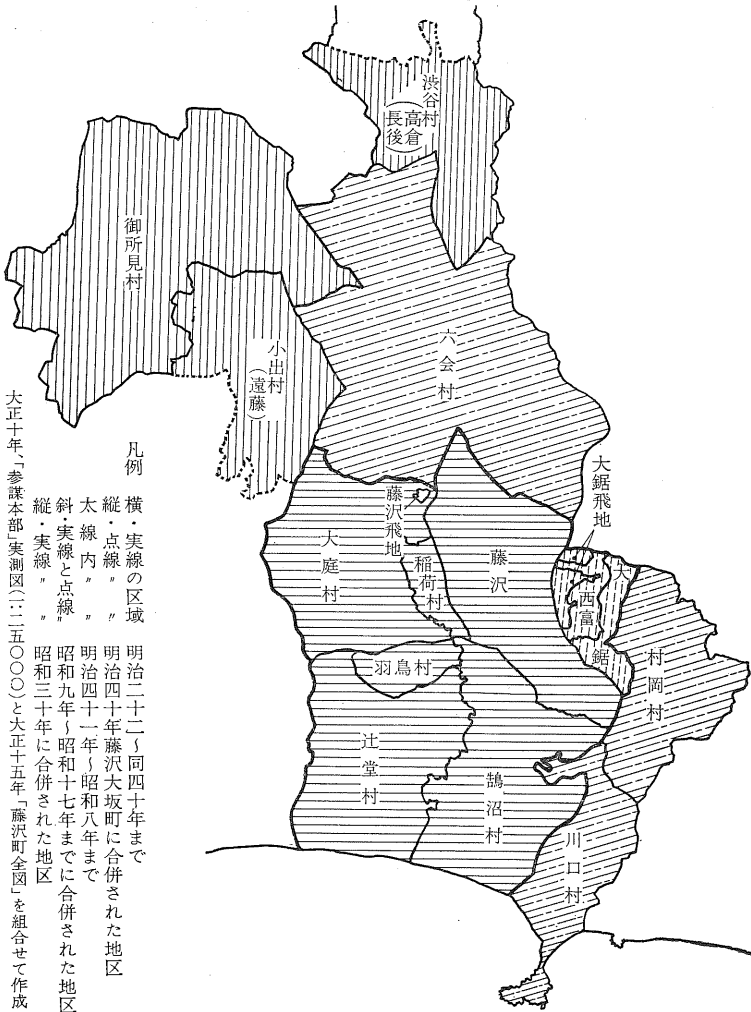 渋谷村
(高倉
長後)
御所見村
小出村
(遠藤)
六会村
大鋸飛地
藤沢飛地
大庭村
稲荷村
藤沢
西富
大
鋸
村岡村
羽鳥村
辻堂村
鵠沼村
川口村
凡例 横・実線の区域 明治二十二〜同四十年まで
縦・点線〃 〃 明治四十年藤沢大坂町に合併された地区
太線内〃 〃 明治四十一年〜昭和八年まで
斜・実線と点線〃 昭和九年〜昭和十七年までに合併された地区
縦・実線〃 〃 昭和三十年に合併された地区
大正十年、「参謀本部」実測図(一:二五〇〇〇)と大正十五年「藤沢町全図」を組合せて作成